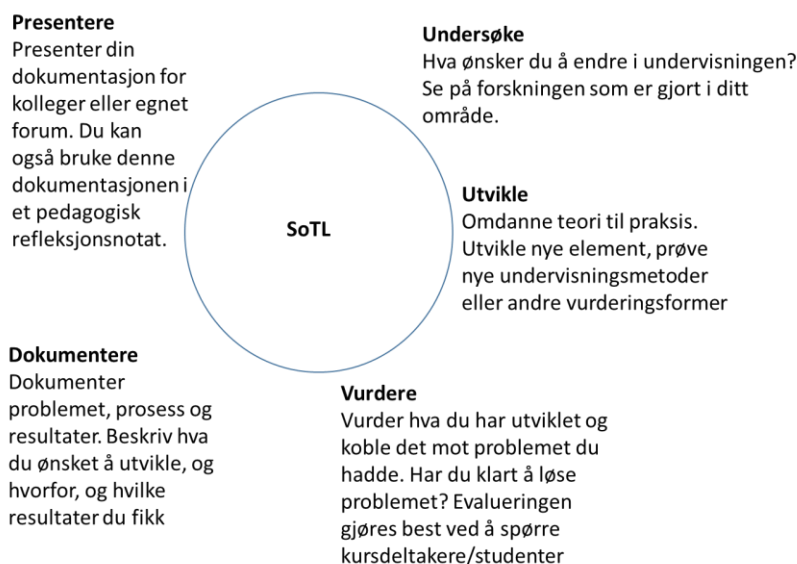 Presentere
Presenter din
dokumentasjon for
kolleger eller egnet
forum. Du kan
også bruke denne
dokumentasjonen i
et pedagogisk
refleksjonsnotat.
Undersøke
Hva ønsker du å endre i undervisningen?
Se på forskningen som er gjort i ditt
område.
SoTL
Utvikle
Omdanne teori til praksis.
Utvikle nye element, prøve
nye undervisningsmetoder
eller andre vurderingsformer
Dokumentere
Dokumenter
problemet, prosess og
resultater. Beskriv hva
du ønsket å utvikle, og
hvorfor, og hvilke
resultater du fikk
Vurdere
Vurder hva du har utviklet og
koble det mot problemet du
hadde. Har du klart å løse
problemet? Evalueringen
gjøres best ved å spørre
kursdeltakere/studenter